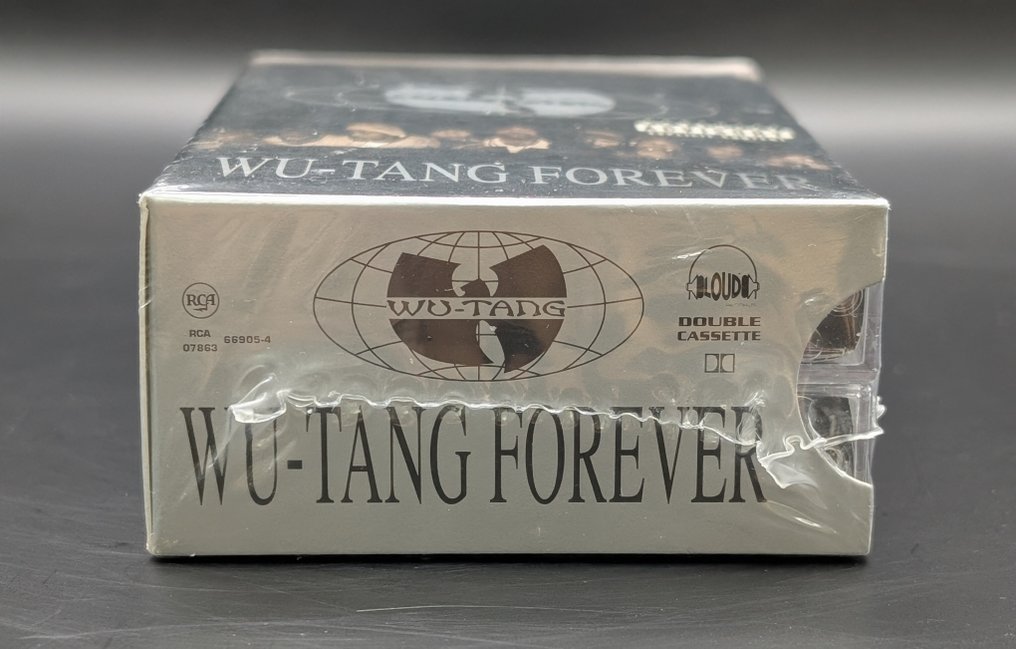 WU-TANG FOREVER
RCA
RCA
07863 66905-4
WU-TANG
LOUD
DOUBLE
CASSETTE
WU-TANG FOREVER